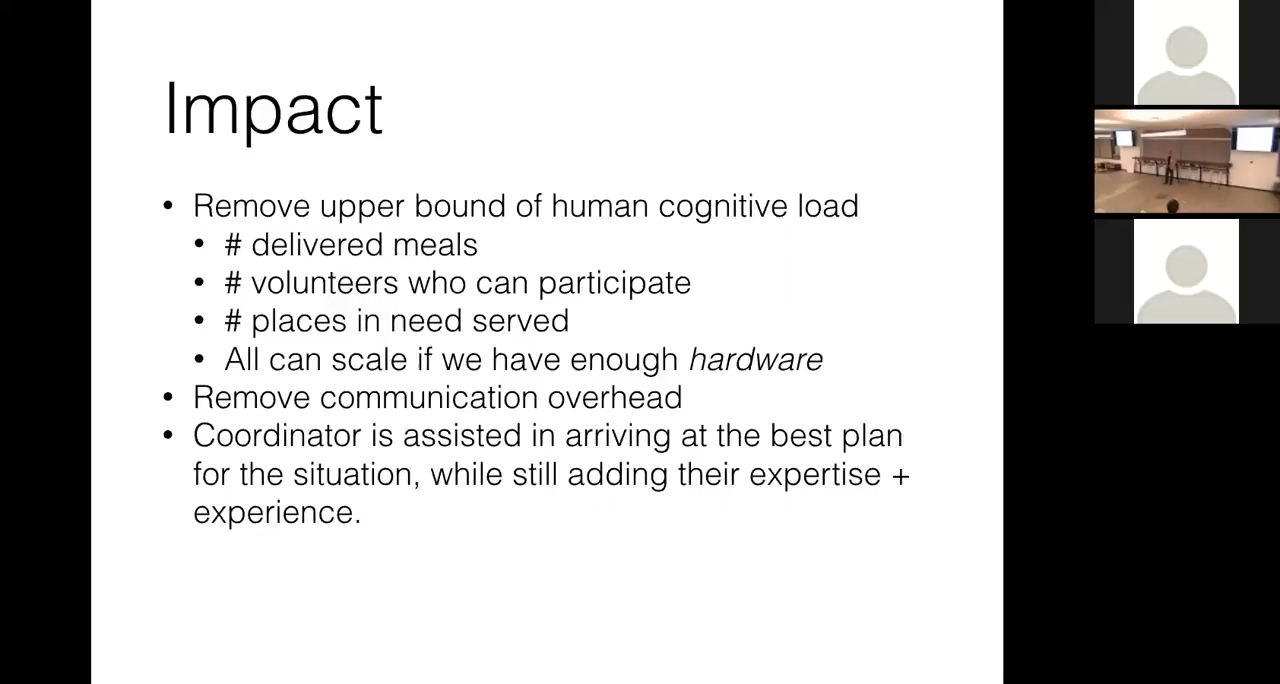 Impact
• Remove upper bound of human cognitive load
• # delivered meals
• # volunteers who can participate
• # places in need served
• All can scale if we have enough hardware
• Remove communication overhead
• Coordinator is assisted in arriving at the best plan
for the situation, while still adding their expertise +
experience.